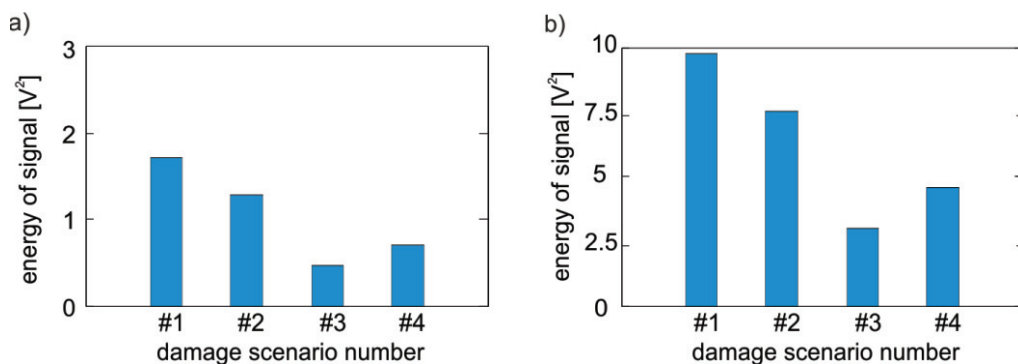 a)
energy of signal [V²]
3
2
1
0
#1 #2 #3 #4
damage scenario number
b)
energy of signal [V²]
10
7.5
5
2.5
0
#1 #2 #3 #4
damage scenario number